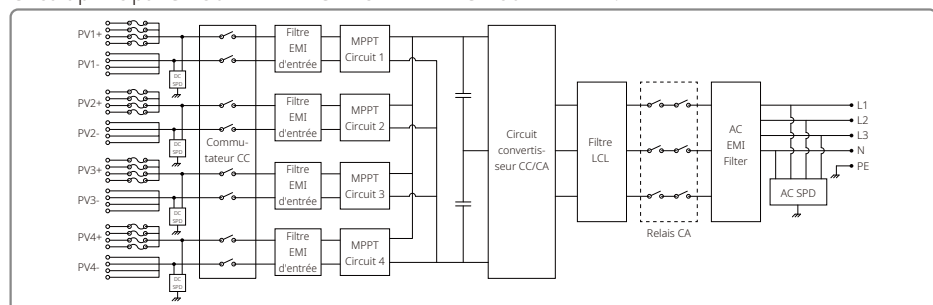 PV1+
PV1-
DC
SPD
PV2+
PV2-
DC
SPD
PV3+
PV3-
DC
SPD
PV4+
PV4-
DC
SPD
Commu-
tateur CC
Filtre
EMI
d'entrée
MPPT
Circuit 1
Filtre
EMI
d'entrée
MPPT
Circuit 2
Filtre
EMI
d'entrée
MPPT
Circuit 3
Filtre
EMI
d'entrée
MPPT
Circuit 4
Circuit
convertis-
seur CC/CA
Filtre
LCL
Relais CA
AC
EMI
Filter
L1
L2
L3
N
PE
AC SPD